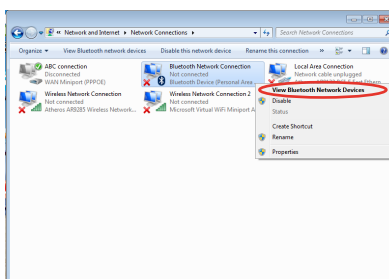 « Network and Internet ▸ Network Connections ▸
Search Network Connections
Organize ▾ View Bluetooth network devices Disable this network device Rename this connection »
ABC connection
Disconnected
WAN Miniport (PPPOE)
Bluetooth Network Connection
Not connected
Bluetooth Device (Personal Area...
Local Area Connection
Network cable unplugged
Wireless Network Connection
Not connected
Atheros AR9285 Wireless Network...
Wireless Network Connection 2
Not connected
Microsoft Virtual WiFi Miniport A
View Bluetooth Network Devices
Disable
Status
Create Shortcut
Rename
Properties